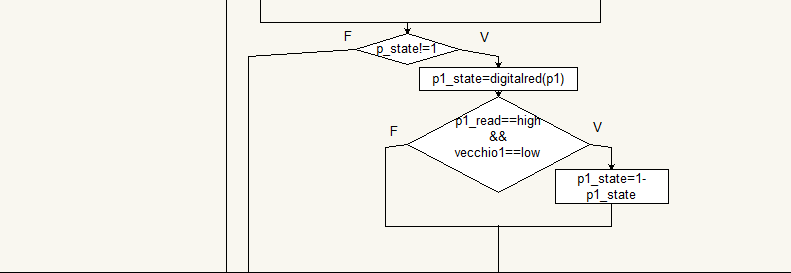 F
V
p_state!=1
p1_state=digitalred(p1)
F
V
p1_read==high
&&
vecchio1==low
p1_state=1-
p1_state